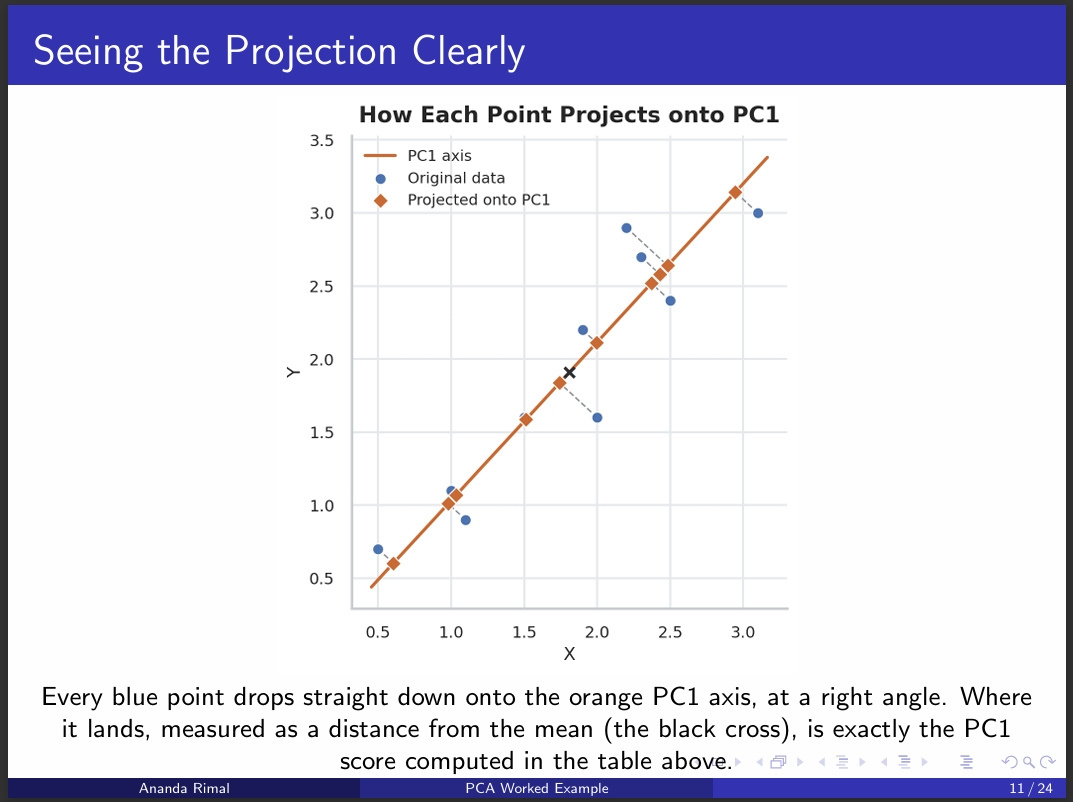 Seeing the Projection Clearly
How Each Point Projects onto PC1
PC1 axis
Original data
Projected onto PC1
3.5
3.0
2.5
2.0
1.5
1.0
0.5
Y
0.5 1.0 1.5 2.0 2.5 3.0
X
Every blue point drops straight down onto the orange PC1 axis, at a right angle. Where
it lands, measured as a distance from the mean (the black cross), is exactly the PC1
score computed in the table above.
Ananda Rimal PCA Worked Example 11 / 24